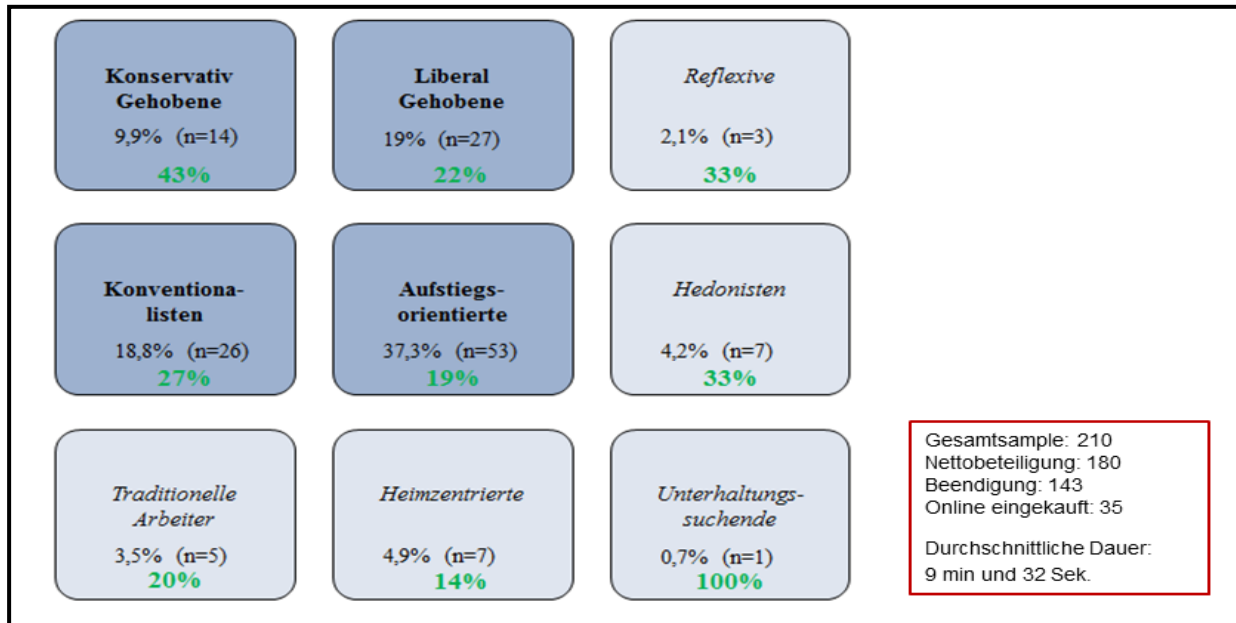 Konservativ
Gehobene
9,9% (n=14)
43%
Liberal
Gehobene
19% (n=27)
22%
Reflexive
2,1% (n=3)
33%
Konventiona-
listen
18,8% (n=26)
27%
Aufstiegs-
orientierte
37,3% (n=53)
19%
Hedonisten
4,2% (n=7)
33%
Traditionelle
Arbeiter
3,5% (n=5)
20%
Heimzentrierte
4,9% (n=7)
14%
Unterhaltungs-
suchende
0,7% (n=1)
100%
Gesamtsample: 210
Nettobeteiligung: 180
Beendigung: 143
Online eingekauft: 35
Durchschnittliche Dauer:
9 min und 32 Sek.